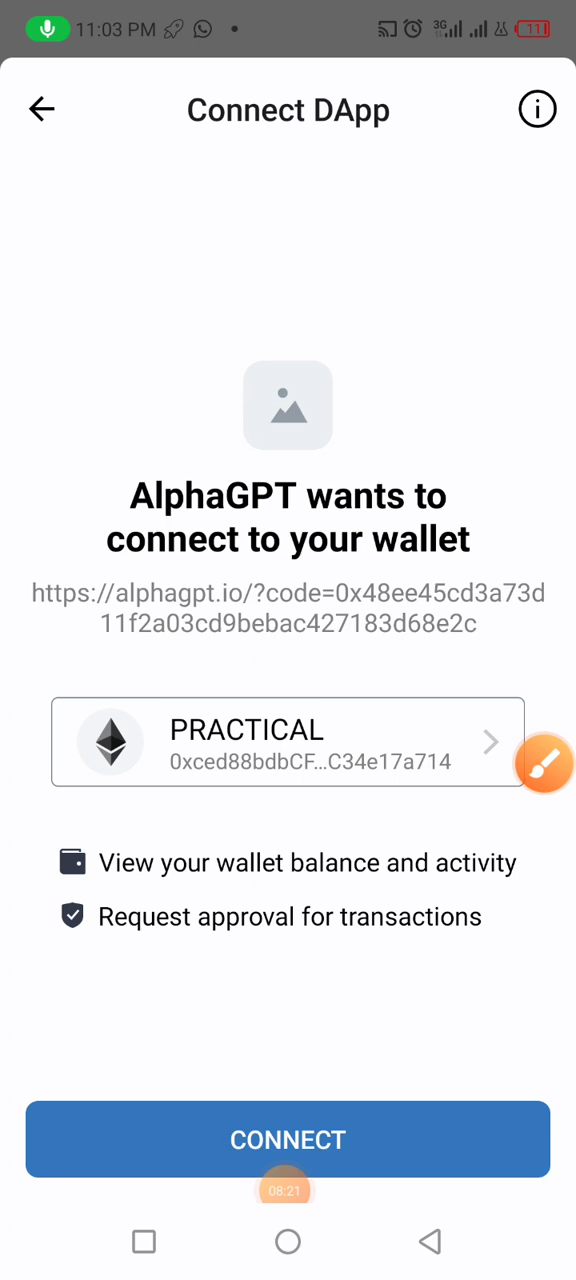 11:03 PM
3G
11
Connect DApp
AlphaGPT wants to
connect to your wallet
https://alphagpt.io/?code=0x48ee45cd3a73d
11f2a03cd9bebac427183d68e2c
PRACTICAL
0xced88bdbCF...C34e17a714
View your wallet balance and activity
Request approval for transactions
CONNECT
08:21